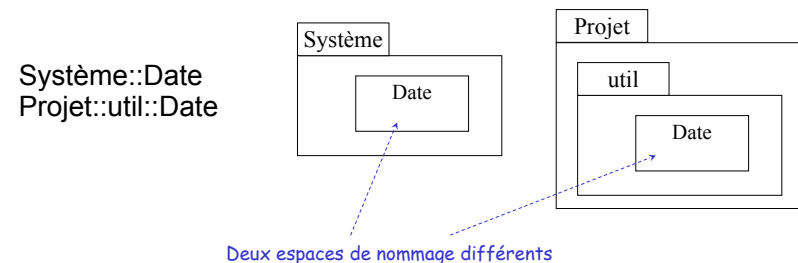 Système::Date
Projet::util::Date
Système
Date
Projet
util
Date
Deux espaces de nommage différents